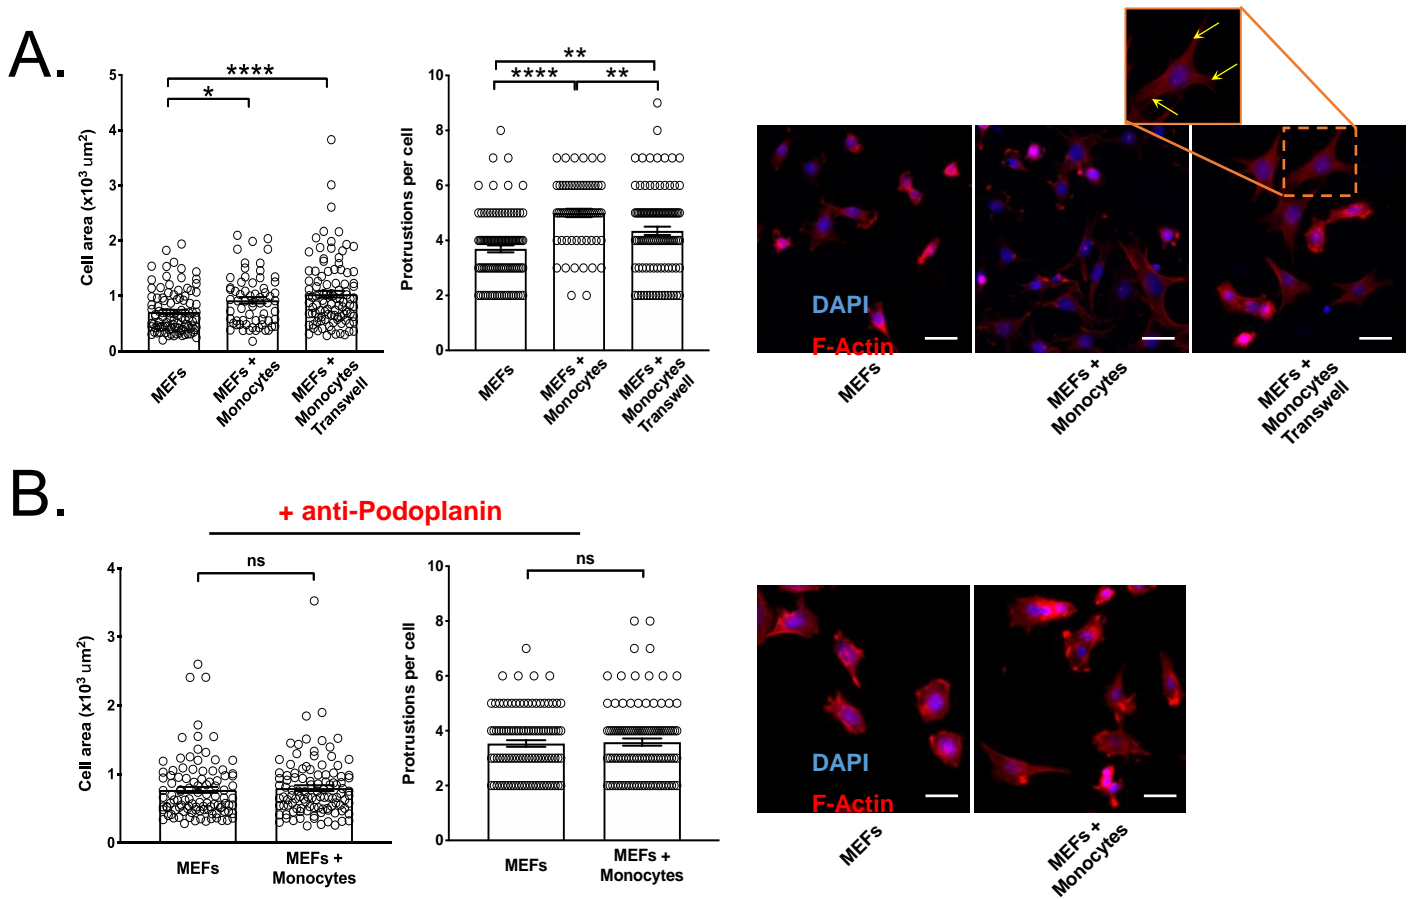 A.
Cell area (x10³ um²)
5
4
3
2
1
0
****
*
MEFs
MEFs +
Monocytes
MEFs +
Monocytes
Transwell
Protrustions per cell
10
8
6
4
2
0
**
****
**
MEFs
MEFs +
Monocytes
MEFs +
Monocytes
Transwell
DAPI
F-Actin
MEFs
MEFs +
Monocytes
MEFs +
Monocytes
Transwell
B.
+ anti-Podoplanin
Cell area (x10³ um²)
4
3
2
1
0
ns
MEFs
MEFs +
Monocytes
Protrustions per cell
10
8
6
4
2
0
ns
MEFs
MEFs +
Monocytes
DAPI
F-Actin
MEFs
MEFs +
Monocytes